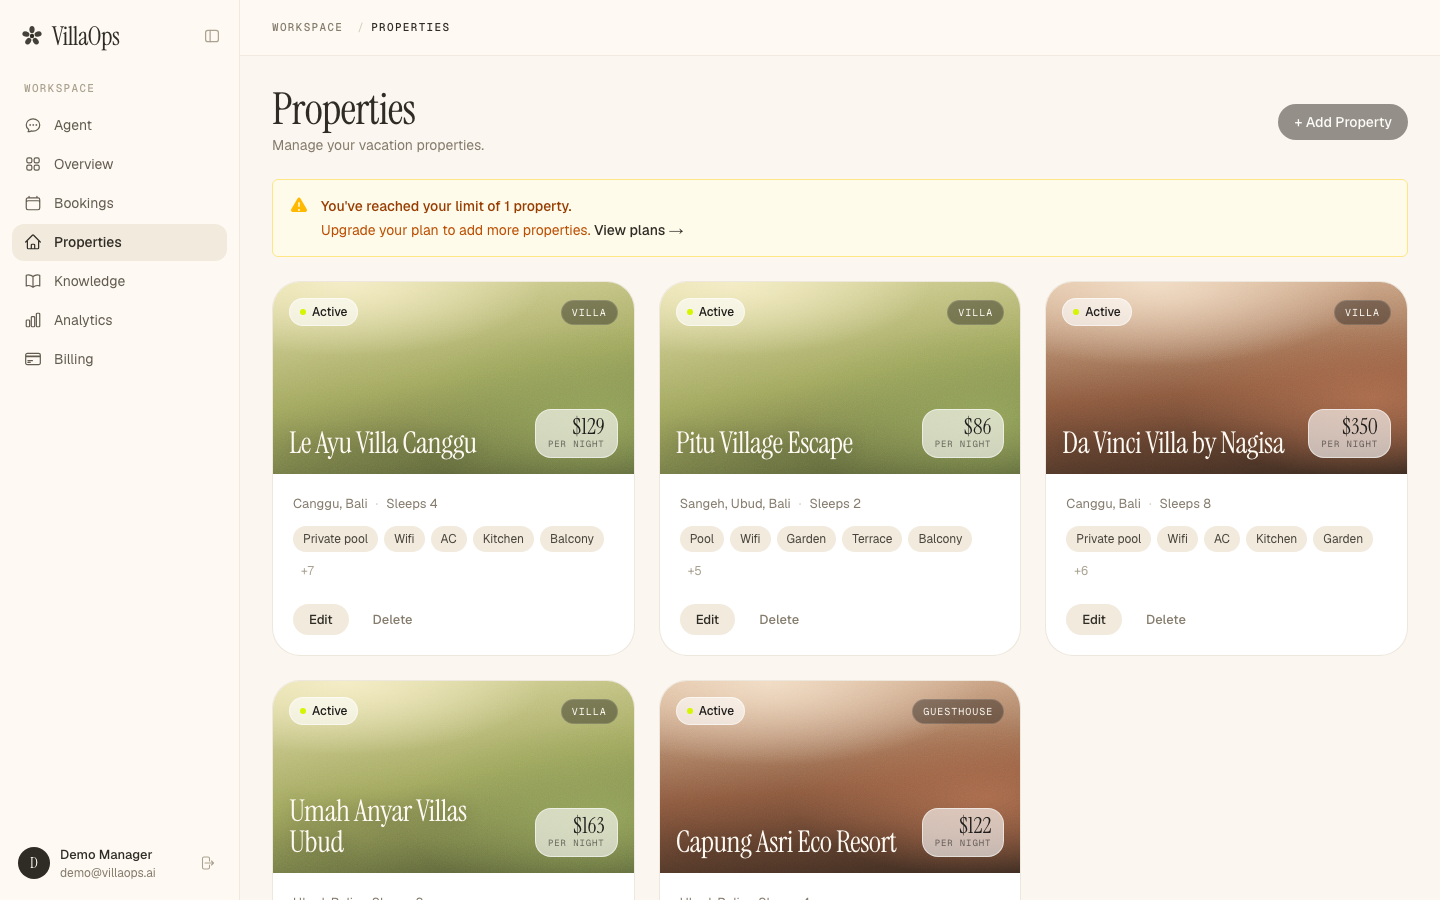 VillaOps
WORKSPACE
Agent
Overview
Bookings
Properties
Knowledge
Analytics
Billing
D
Demo Manager
demo@villaops.ai
WORKSPACE / PROPERTIES
Properties
Manage your vacation properties.
+ Add Property
You've reached your limit of 1 property.
Upgrade your plan to add more properties. View plans →
Active
VILLA
Le Ayu Villa Canggu
$129
PER NIGHT
Canggu, Bali · Sleeps 4
Private pool Wifi AC Kitchen Balcony
+7
Edit Delete
Active
VILLA
Pitu Village Escape
$86
PER NIGHT
Sangeh, Ubud, Bali · Sleeps 2
Pool Wifi Garden Terrace Balcony
+5
Edit Delete
Active
VILLA
Da Vinci Villa by Nagisa
$350
PER NIGHT
Canggu, Bali · Sleeps 8
Private pool Wifi AC Kitchen Garden
+6
Edit Delete
Active
VILLA
Umah Anyar Villas
Ubud
$163
PER NIGHT
Active
GUESTHOUSE
Capung Asri Eco Resort
$122
PER NIGHT